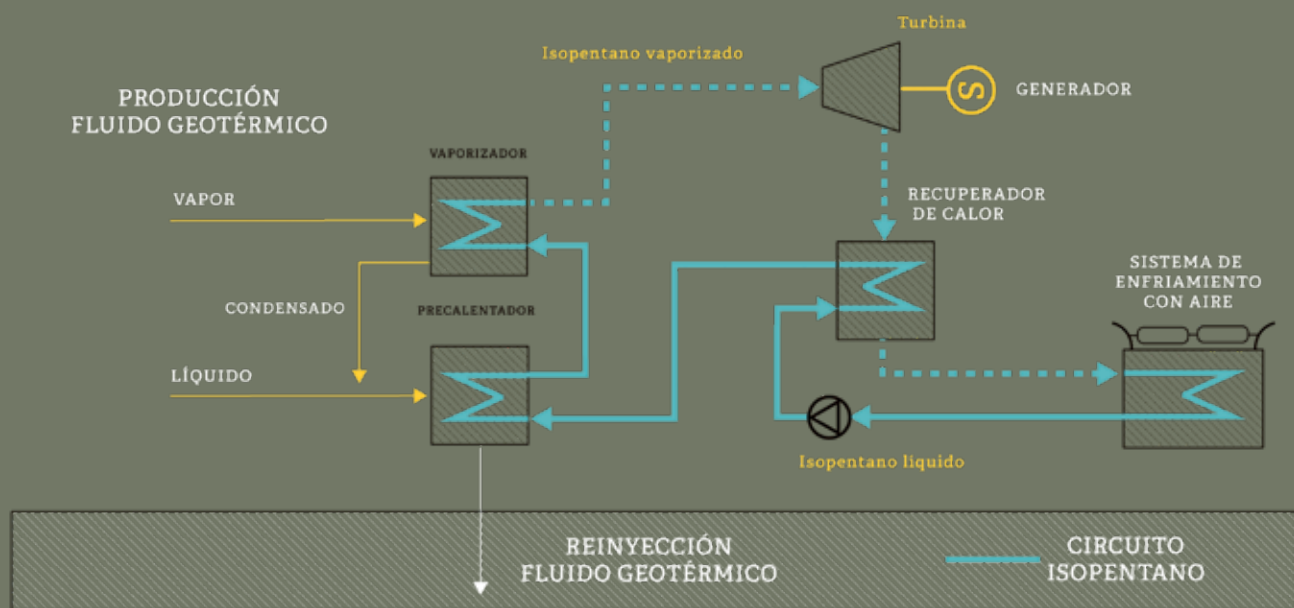 Turbina
Isopentano vaporizado
GENERADOR
PRODUCCIÓN
FLUIDO GEOTÉRMICO
VAPORIZADOR
VAPOR
RECUPERADOR
DE CALOR
SISTEMA DE
ENFRIAMIENTO
CON AIRE
CONDENSADO
PRECALENTADOR
LÍQUIDO
Isopentano líquido
REINYECCIÓN
FLUIDO GEOTÉRMICO
CIRCUITO
ISOPENTANO